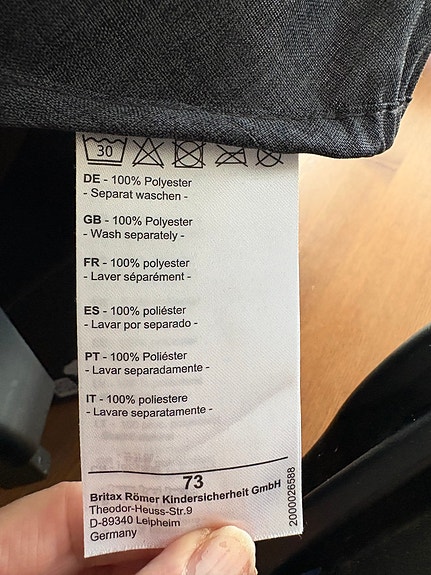 30
DE - 100% Polyester
- Separat waschen -
GB - 100% Polyester
- Wash separately -
FR - 100% polyester
- Laver séparément -
ES - 100% poliéster
- Lavar por separado -
PT - 100% Poliéster
- Lavar separadamente -
IT - 100% poliestere
- Lavare separatamente -
73
Britax Römer Kindersicherheit GmbH
Theodor-Heuss-Str.9
D-89340 Leipheim
Germany
2000026588